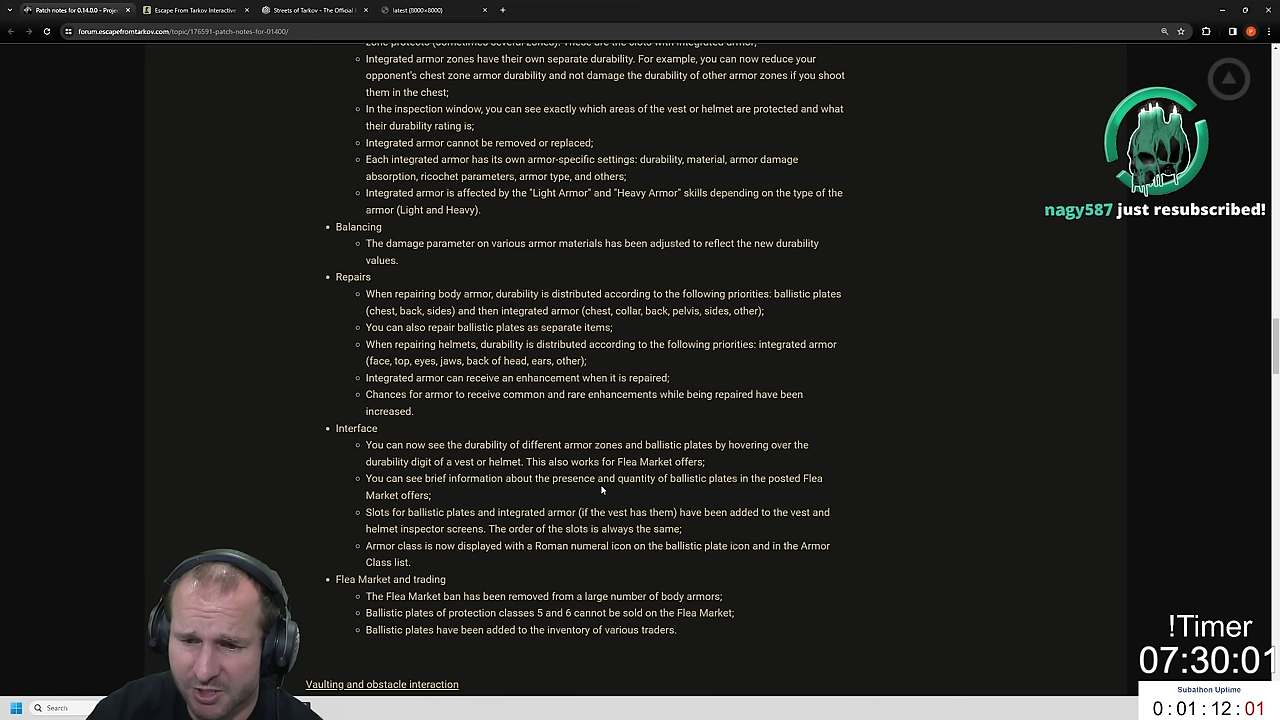 Patch notes for 0.14.0.0 - Proje
Escape From Tarkov Interactive
Streets of Tarkov - The Official
latest (8000×8000)
forum.escapefromtarkov.com/topic/176591-patch-notes-for-01400/
zone protects (sometimes several zones). These are the slots with integrated armor;
Integrated armor zones have their own separate durability. For example, you can now reduce your
opponent's chest zone armor durability and not damage the durability of other armor zones if you shoot
them in the chest;
In the inspection window, you can see exactly which areas of the vest or helmet are protected and what
their durability rating is;
Integrated armor cannot be removed or replaced;
Each integrated armor has its own armor-specific settings: durability, material, armor damage
absorption, ricochet parameters, armor type, and others;
Integrated armor is affected by the "Light Armor" and "Heavy Armor" skills depending on the type of the
armor (Light and Heavy).
Balancing
The damage parameter on various armor materials has been adjusted to reflect the new durability
values.
Repairs
When repairing body armor, durability is distributed according to the following priorities: ballistic plates
(chest, back, sides) and then integrated armor (chest, collar, back, pelvis, sides, other);
You can also repair ballistic plates as separate items;
When repairing helmets, durability is distributed according to the following priorities: integrated armor
(face, top, eyes, jaws, back of head, ears, other);
Integrated armor can receive an enhancement when it is repaired;
Chances for armor to receive common and rare enhancements while being repaired have been
increased.
Interface
You can now see the durability of different armor zones and ballistic plates by hovering over the
durability digit of a vest or helmet. This also works for Flea Market offers;
You can see brief information about the presence and quantity of ballistic plates in the posted Flea
Market offers;
Slots for ballistic plates and integrated armor (if the vest has them) have been added to the vest and
helmet inspector screens. The order of the slots is always the same;
Armor class is now displayed with a Roman numeral icon on the ballistic plate icon and in the Armor
Class list.
Flea Market and trading
The Flea Market ban has been removed from a large number of body armors;
Ballistic plates of protection classes 5 and 6 cannot be sold on the Flea Market;
Ballistic plates have been added to the inventory of various traders.
Vaulting and obstacle interaction
nagy587 just resubscribed!
!Timer
07:30:01
Subathon Uptime
0:01:12:01
Search